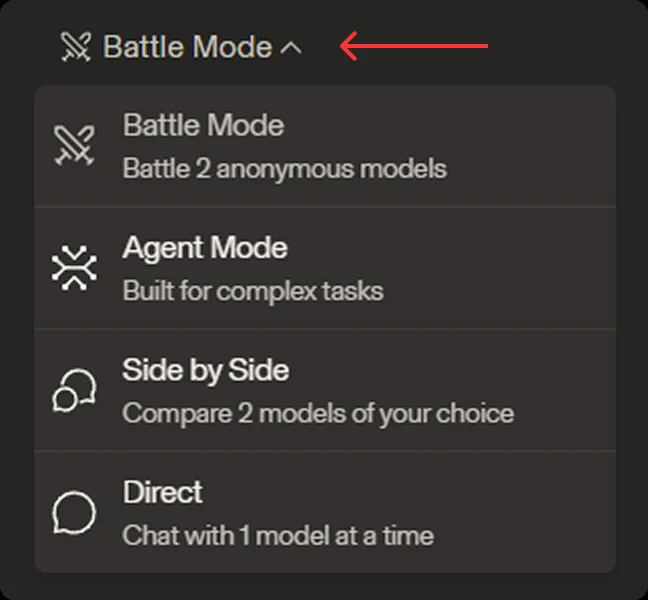 Battle Mode
Battle Mode
Battle 2 anonymous models
Agent Mode
Built for complex tasks
Side by Side
Compare 2 models of your choice
Direct
Chat with 1 model at a time